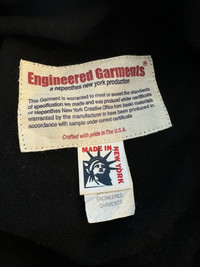 Engineered Garments®
a nepenthes new york production
This Garment is warranted to meet or exceed the standards
of specification we made and was produced under certificate
of Nepenthes New York Creative Office from basic materials
warranted by the manufacturer to have been produced in
accordance with sample under current certificate
Crafted with pride in The U.S.A.
MADE IN
NEW YORK
ENGINEERED
GARMENTS